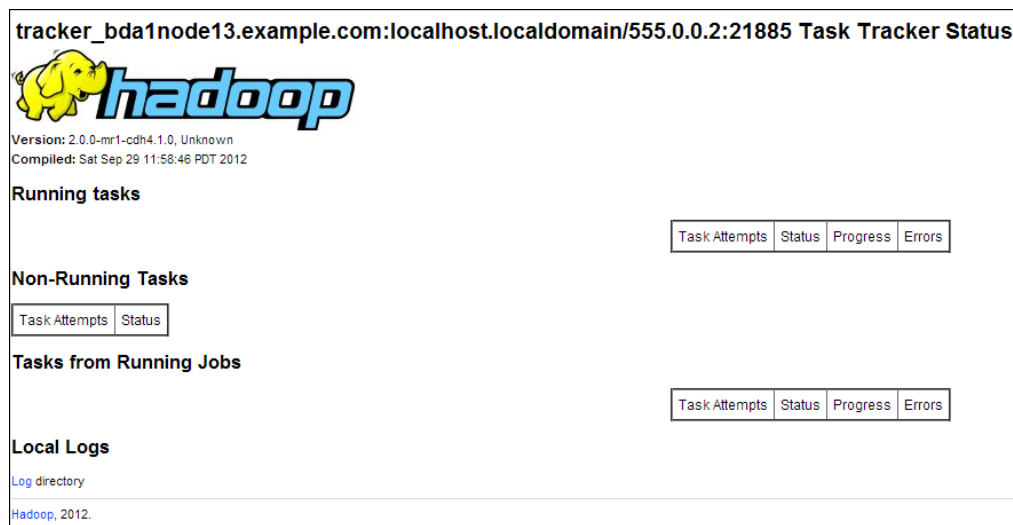 tracker_bda1node13.example.com:localhost.localdomain/555.0.0.2:21885 Task Tracker Status
hadoop
Version: 2.0.0-mr1-cdh4.1.0, Unknown
Compiled: Sat Sep 29 11:58:46 PDT 2012
Running tasks
Task Attempts Status Progress Errors
Non-Running Tasks
Task Attempts Status
Tasks from Running Jobs
Task Attempts Status Progress Errors
Local Logs
Log directory
Hadoop, 2012.